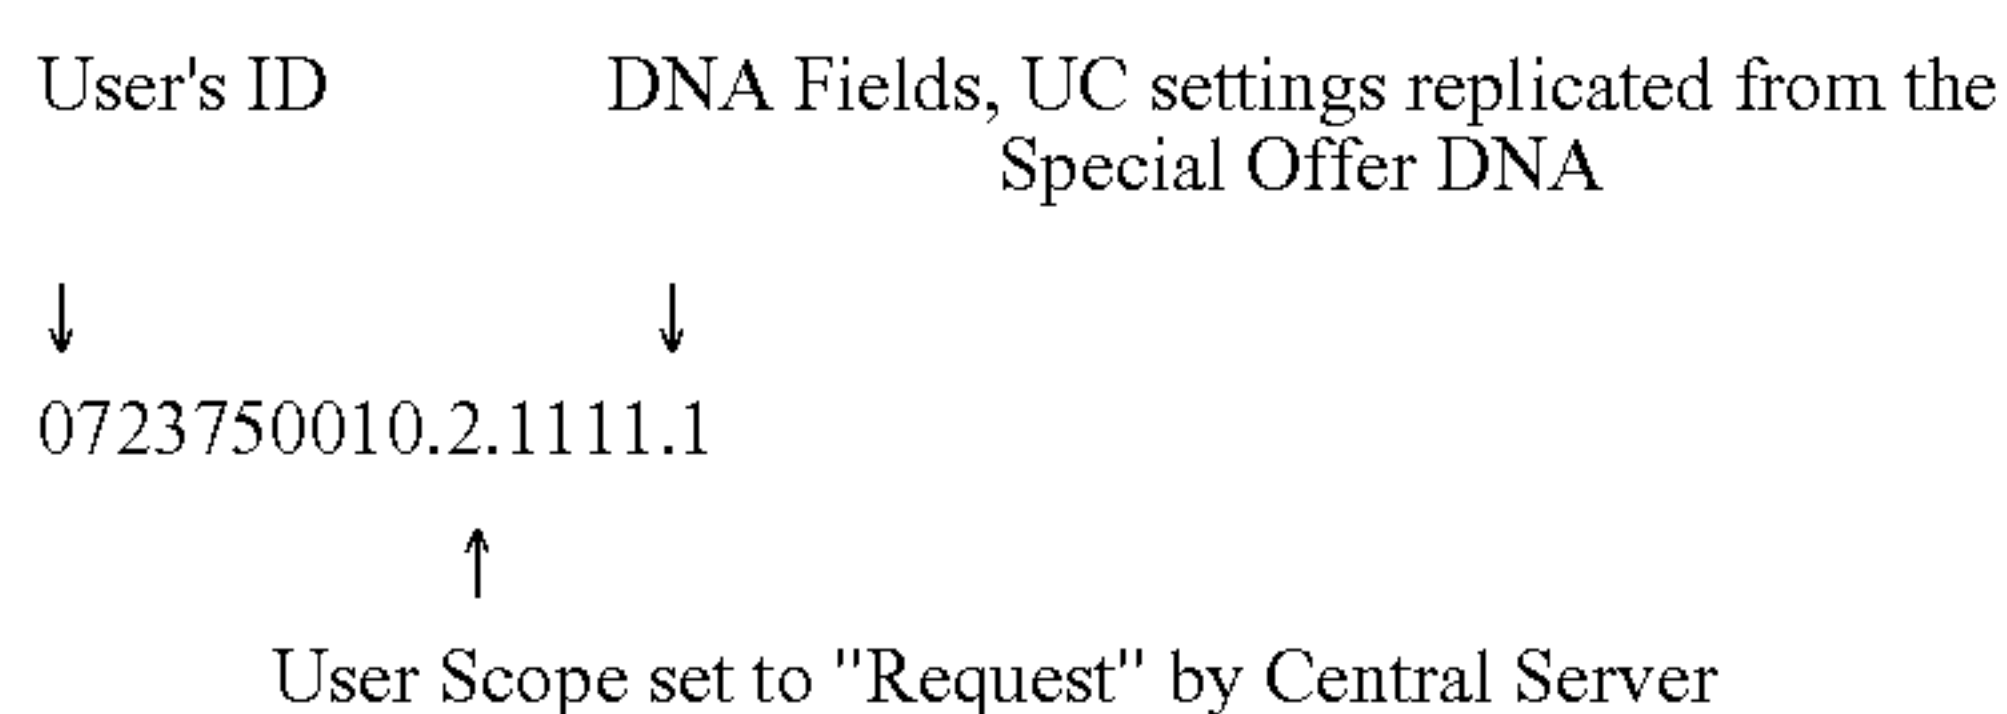 User's ID
DNA Fields, UC settings replicated from the
Special Offer DNA
↓ ↓
0723750010.2.1111.1
↑
User Scope set to "Request" by Central Server